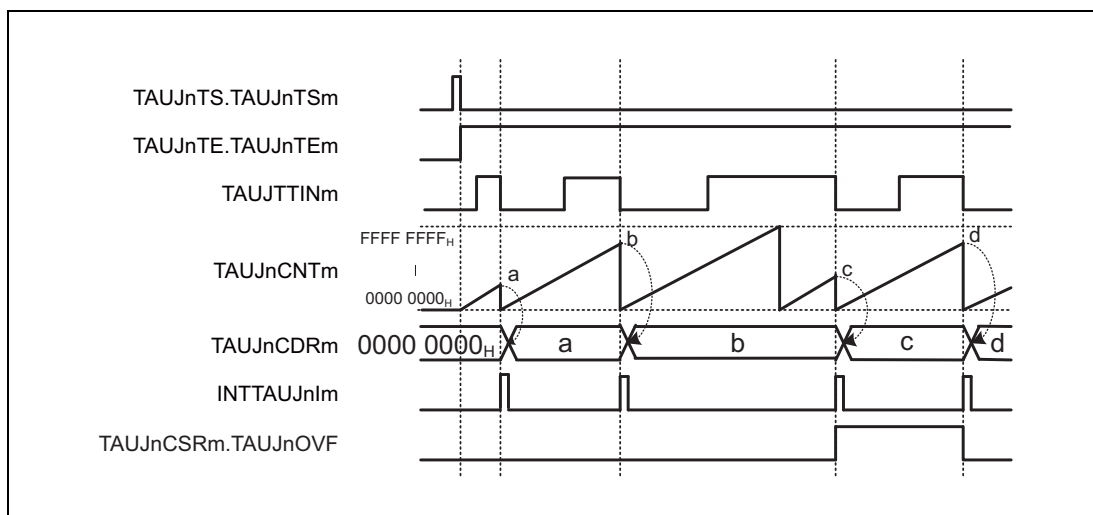 TAUJnTS.TAUJnTSm
TAUJnTE.TAUJnTEm
TAUJTTINm
FFFF FFFFH
TAUJnCNTm
0000 0000H
a
b
c
d
TAUJnCDRm 0000 0000H a b c d
INTTAUJnIm
TAUJnCSRm.TAUJnOVF